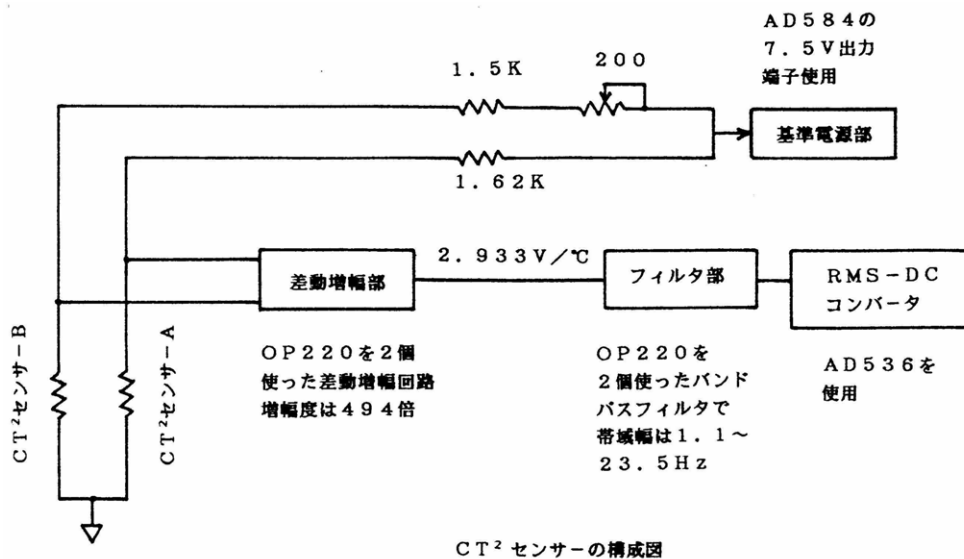 AD584の
7.5V出力
端子使用
200
1.5K
基準電源部
1.62K
2.933V/℃
差動増幅部
フィルタ部
RMS-DC
コンバータ
CT²センサーB
CT²センサーA
OP220を2個
使った差動増幅回路
増幅度は494倍
OP220を
2個使ったバンド
パスフィルタで
帯域幅は1.1~
23.5Hz
AD536を
使用
CT²センサーの構成図